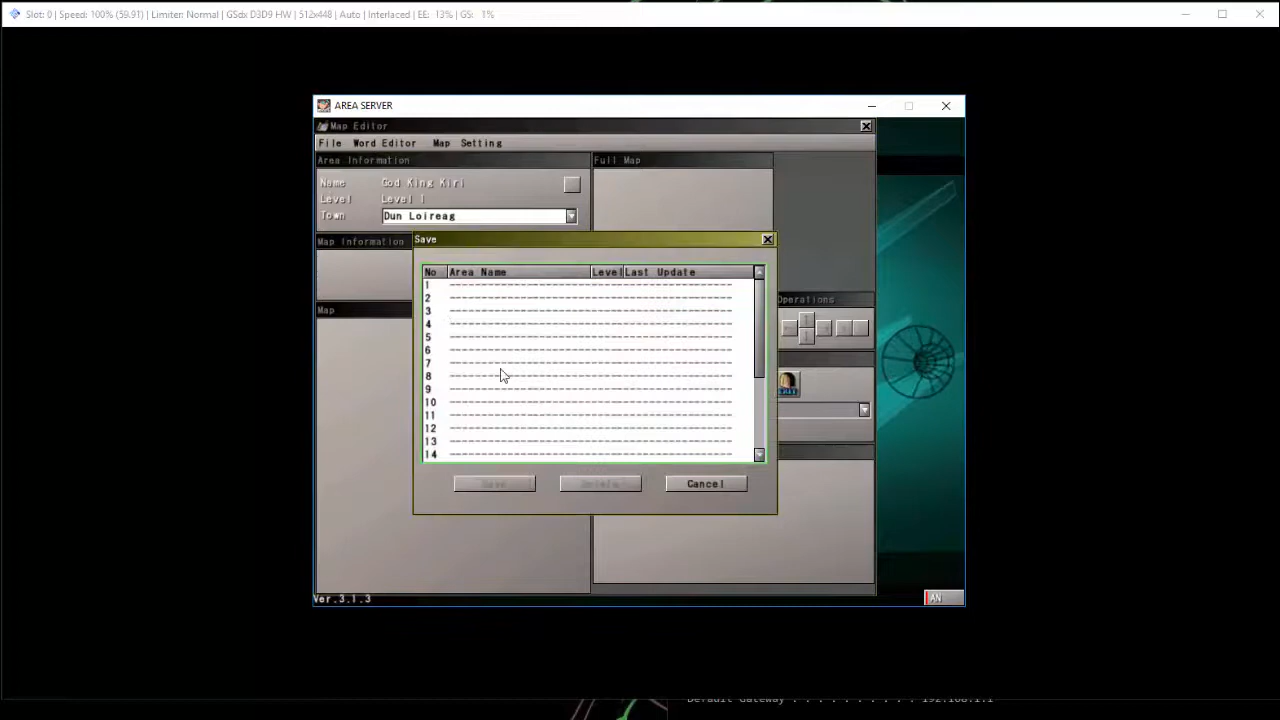 Slot: 0 | Speed: 100% (59.91) | Limiter: Normal | GSdx D3D9 HW | 512x448 | Auto | Interlaced | EE: 13% | GS: 1%
AREA SERVER
Map Editor
File Word Editor Map Setting
Area Information
Full Map
Name God King Kiri
Level Level 1
Town Dun Loireag
Map Information
Save
No Area Name Level Last Update
1 ----------------------------------------
2 ----------------------------------------
3 ----------------------------------------
4 ----------------------------------------
5 ----------------------------------------
6 ----------------------------------------
7 ----------------------------------------
8 ----------------------------------------
9 ----------------------------------------
10 ----------------------------------------
11 ----------------------------------------
12 ----------------------------------------
13 ----------------------------------------
14 ----------------------------------------
Save Delete Cancel
Map
Operations
Ver.3.1.3
AN
Default Gateway . . . . . . . . . : 192.168.1.1